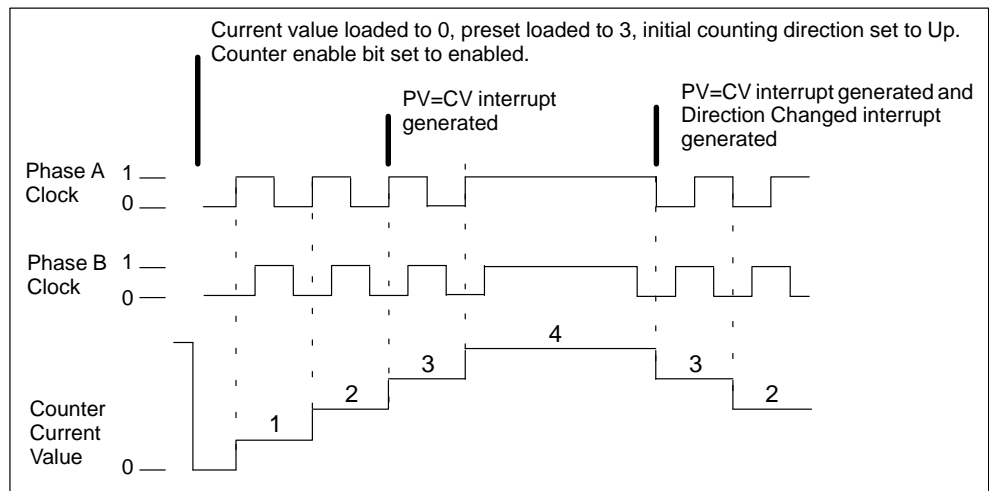 Current value loaded to 0, preset loaded to 3, initial counting direction set to Up.
Counter enable bit set to enabled.
PV=CV interrupt
generated
PV=CV interrupt generated and
Direction Changed interrupt
generated
Phase A
Clock
1
0
Phase B
Clock
1
0
4
3
3
2
2
1
Counter
Current
Value
0